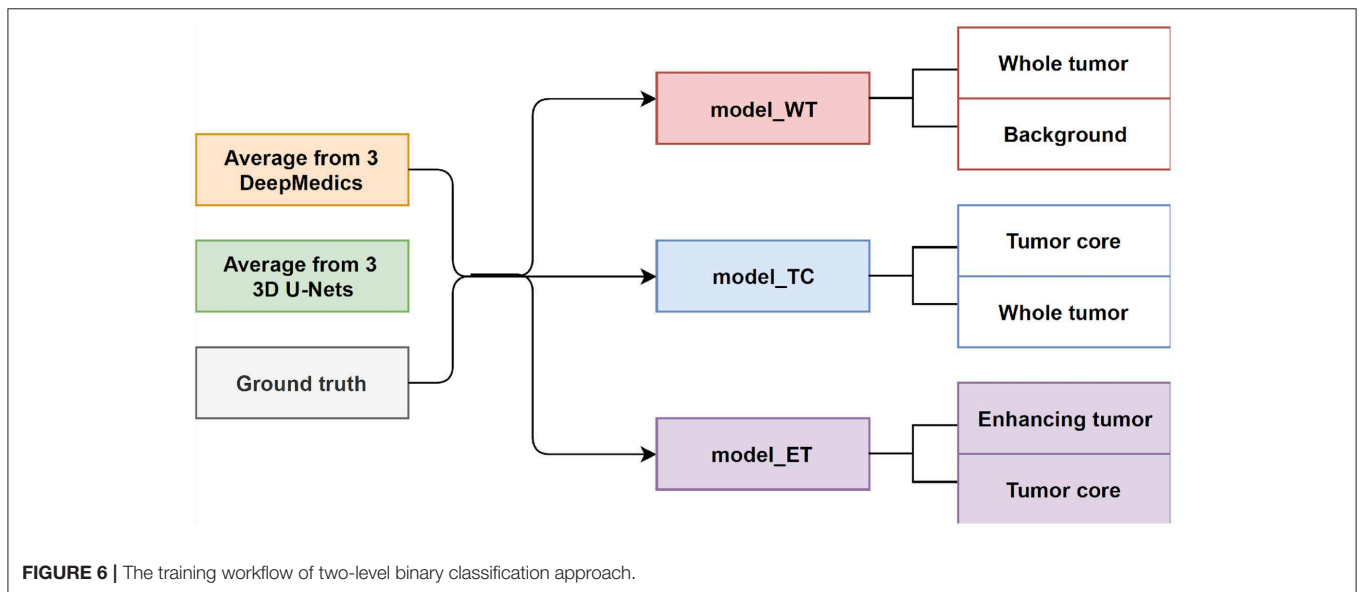 Average from 3
DeepMedics
Average from 3
3D U-Nets
Ground truth
model_WT
model_TC
model_ET
Whole tumor
Background
Tumor core
Whole tumor
Enhancing tumor
Tumor core
FIGURE 6 | The training workflow of two-level binary classification approach.